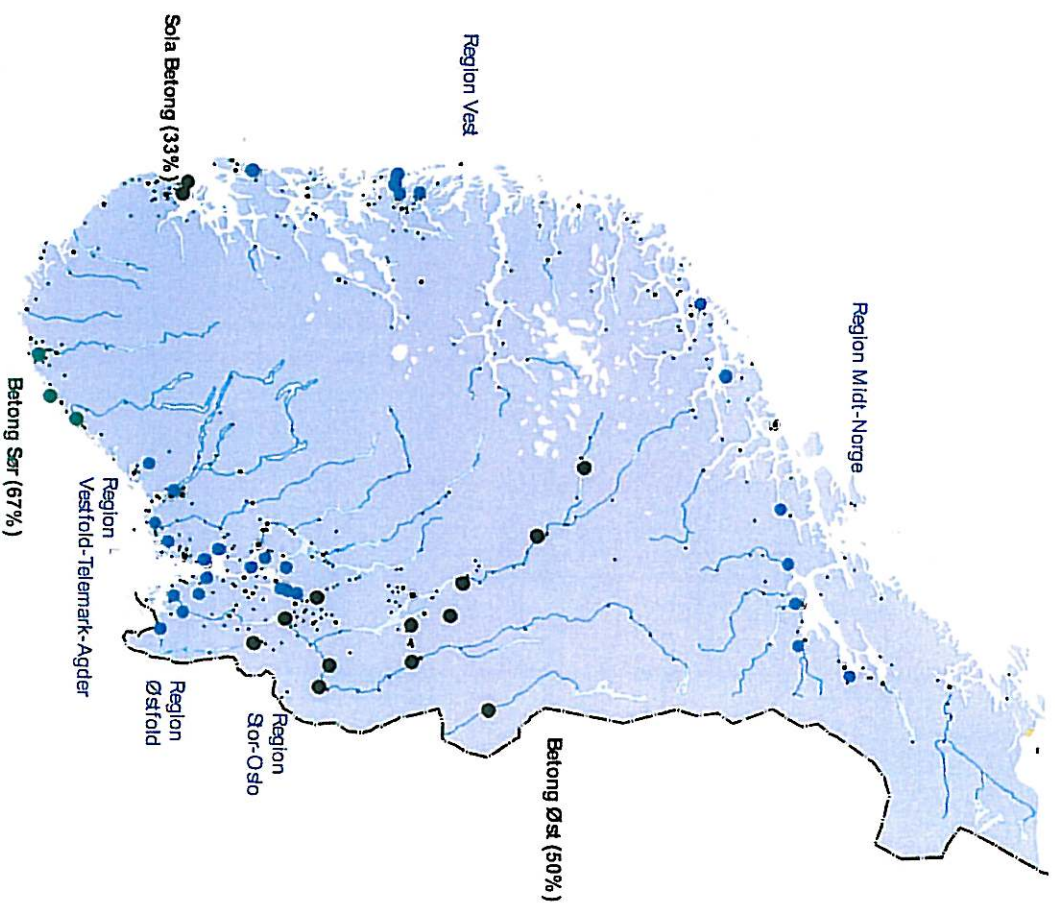 Region Midt-Norge
Region Vest
Sola Betong (33%)
Betong Øst (50%)
Region
Stor-Oslo
Region
Østfold
Region
Vestfold-Telemark-Agder
Betong Sør (67%)